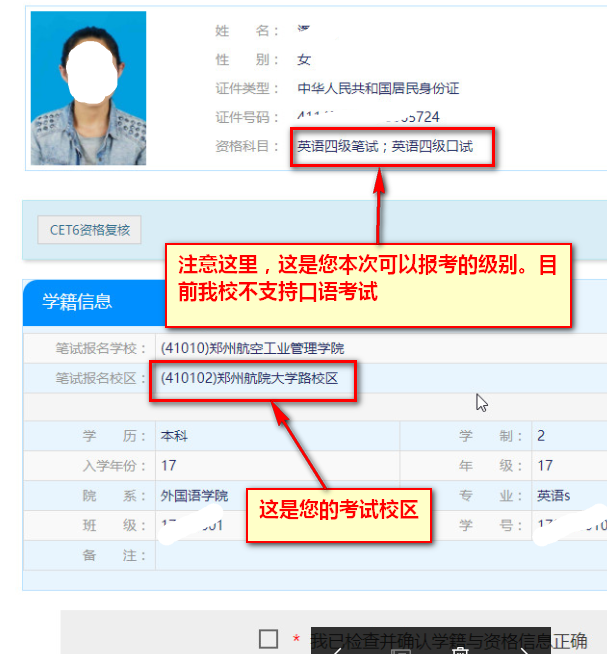 姓 名：
性 别： 女
证件类型： 中华人民共和国居民身份证
证件号码： 5724
资格科目： 英语四级笔试；英语四级口试
CET6资格复核
注意这里，这是您本次可以报考的级别。目
前我校不支持口语考试
学籍信息
笔试报名学校： (41010)郑州航空工业管理学院
笔试报名校区： (410102)郑州航院大学路校区
学 历： 本科 学 制： 2
入学年份： 17 年 级： 17
院 系： 外国语学院 专 业： 英语s
这是您的考试校区
班 级： 学 号：
备 注：
* 我已检查并确认学籍与资格信息正确